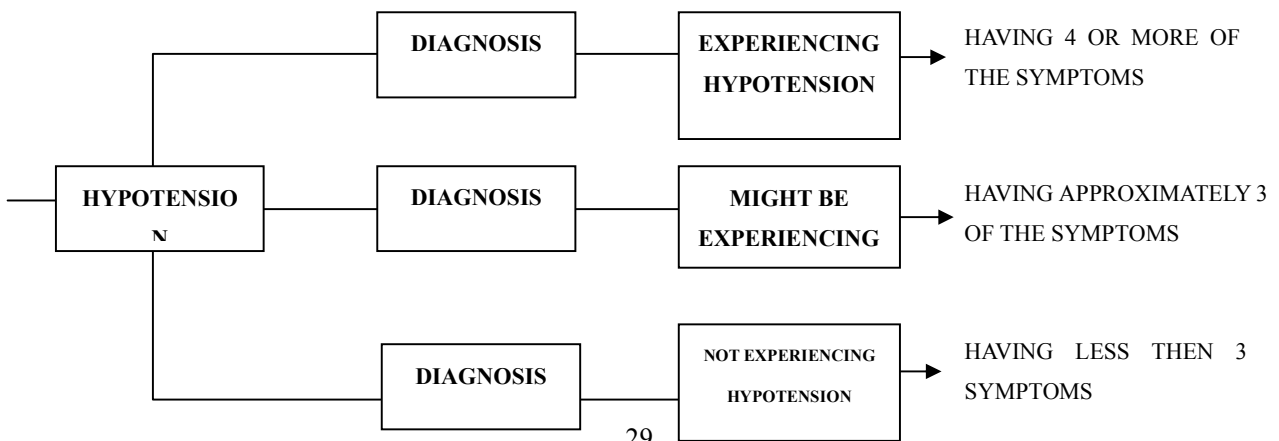 DIAGNOSIS
EXPERIENCING
HYPOTENSION
HAVING 4 OR MORE OF
THE SYMPTOMS
HYPOTENSIO
N
DIAGNOSIS
MIGHT BE
EXPERIENCING
HAVING APPROXIMATELY 3
OF THE SYMPTOMS
DIAGNOSIS
NOT EXPERIENCING
HYPOTENSION
HAVING LESS THEN 3
SYMPTOMS
29